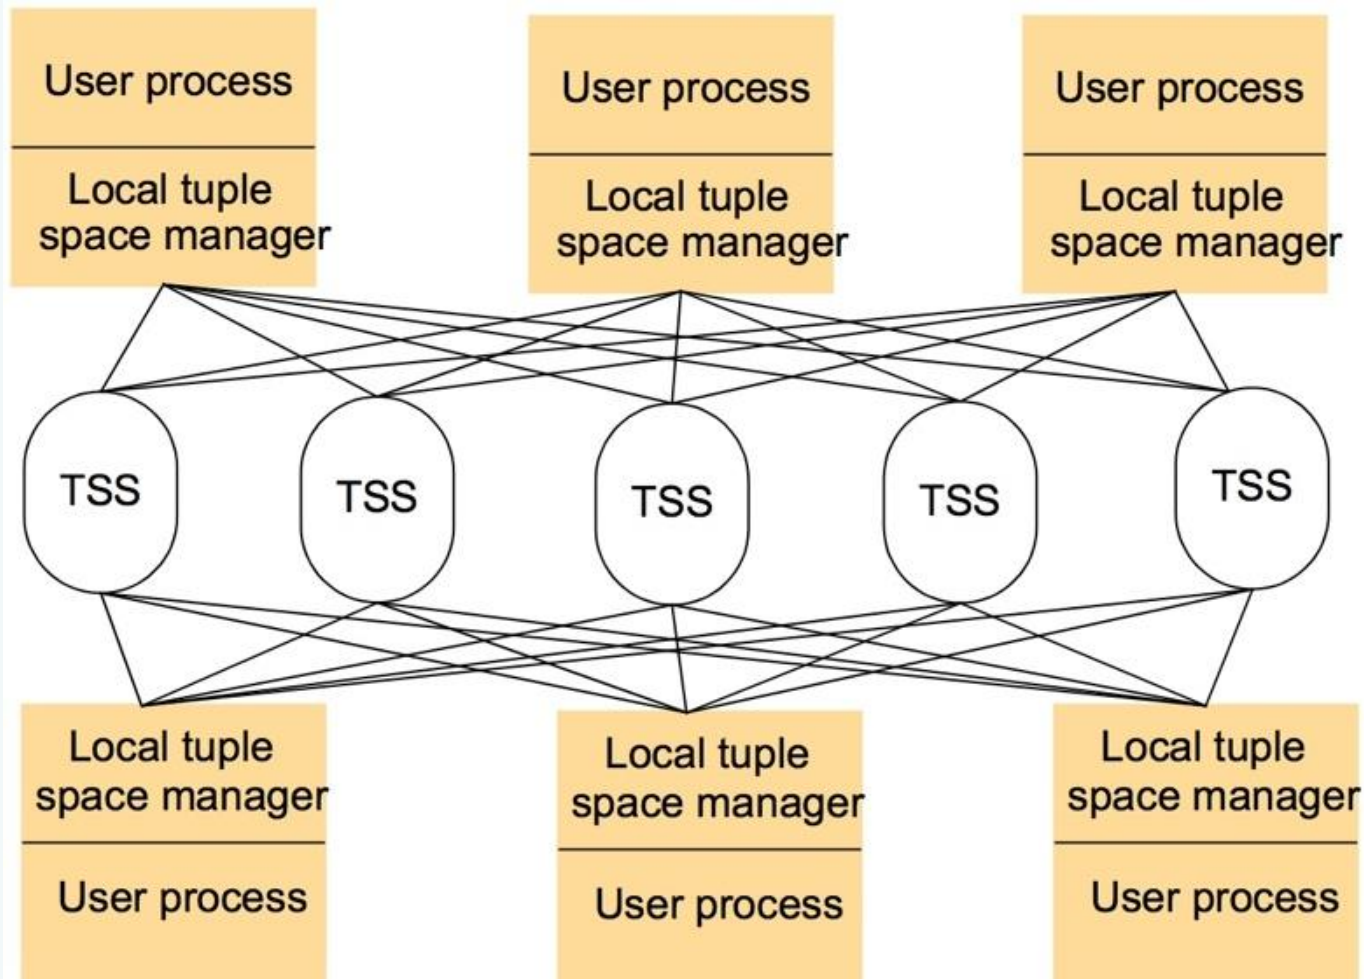 User process
User process
User process
Local tuple
space manager
Local tuple
space manager
Local tuple
space manager
TSS
TSS
TSS
TSS
TSS
Local tuple
space manager
Local tuple
space manager
Local tuple
space manager
User process
User process
User process